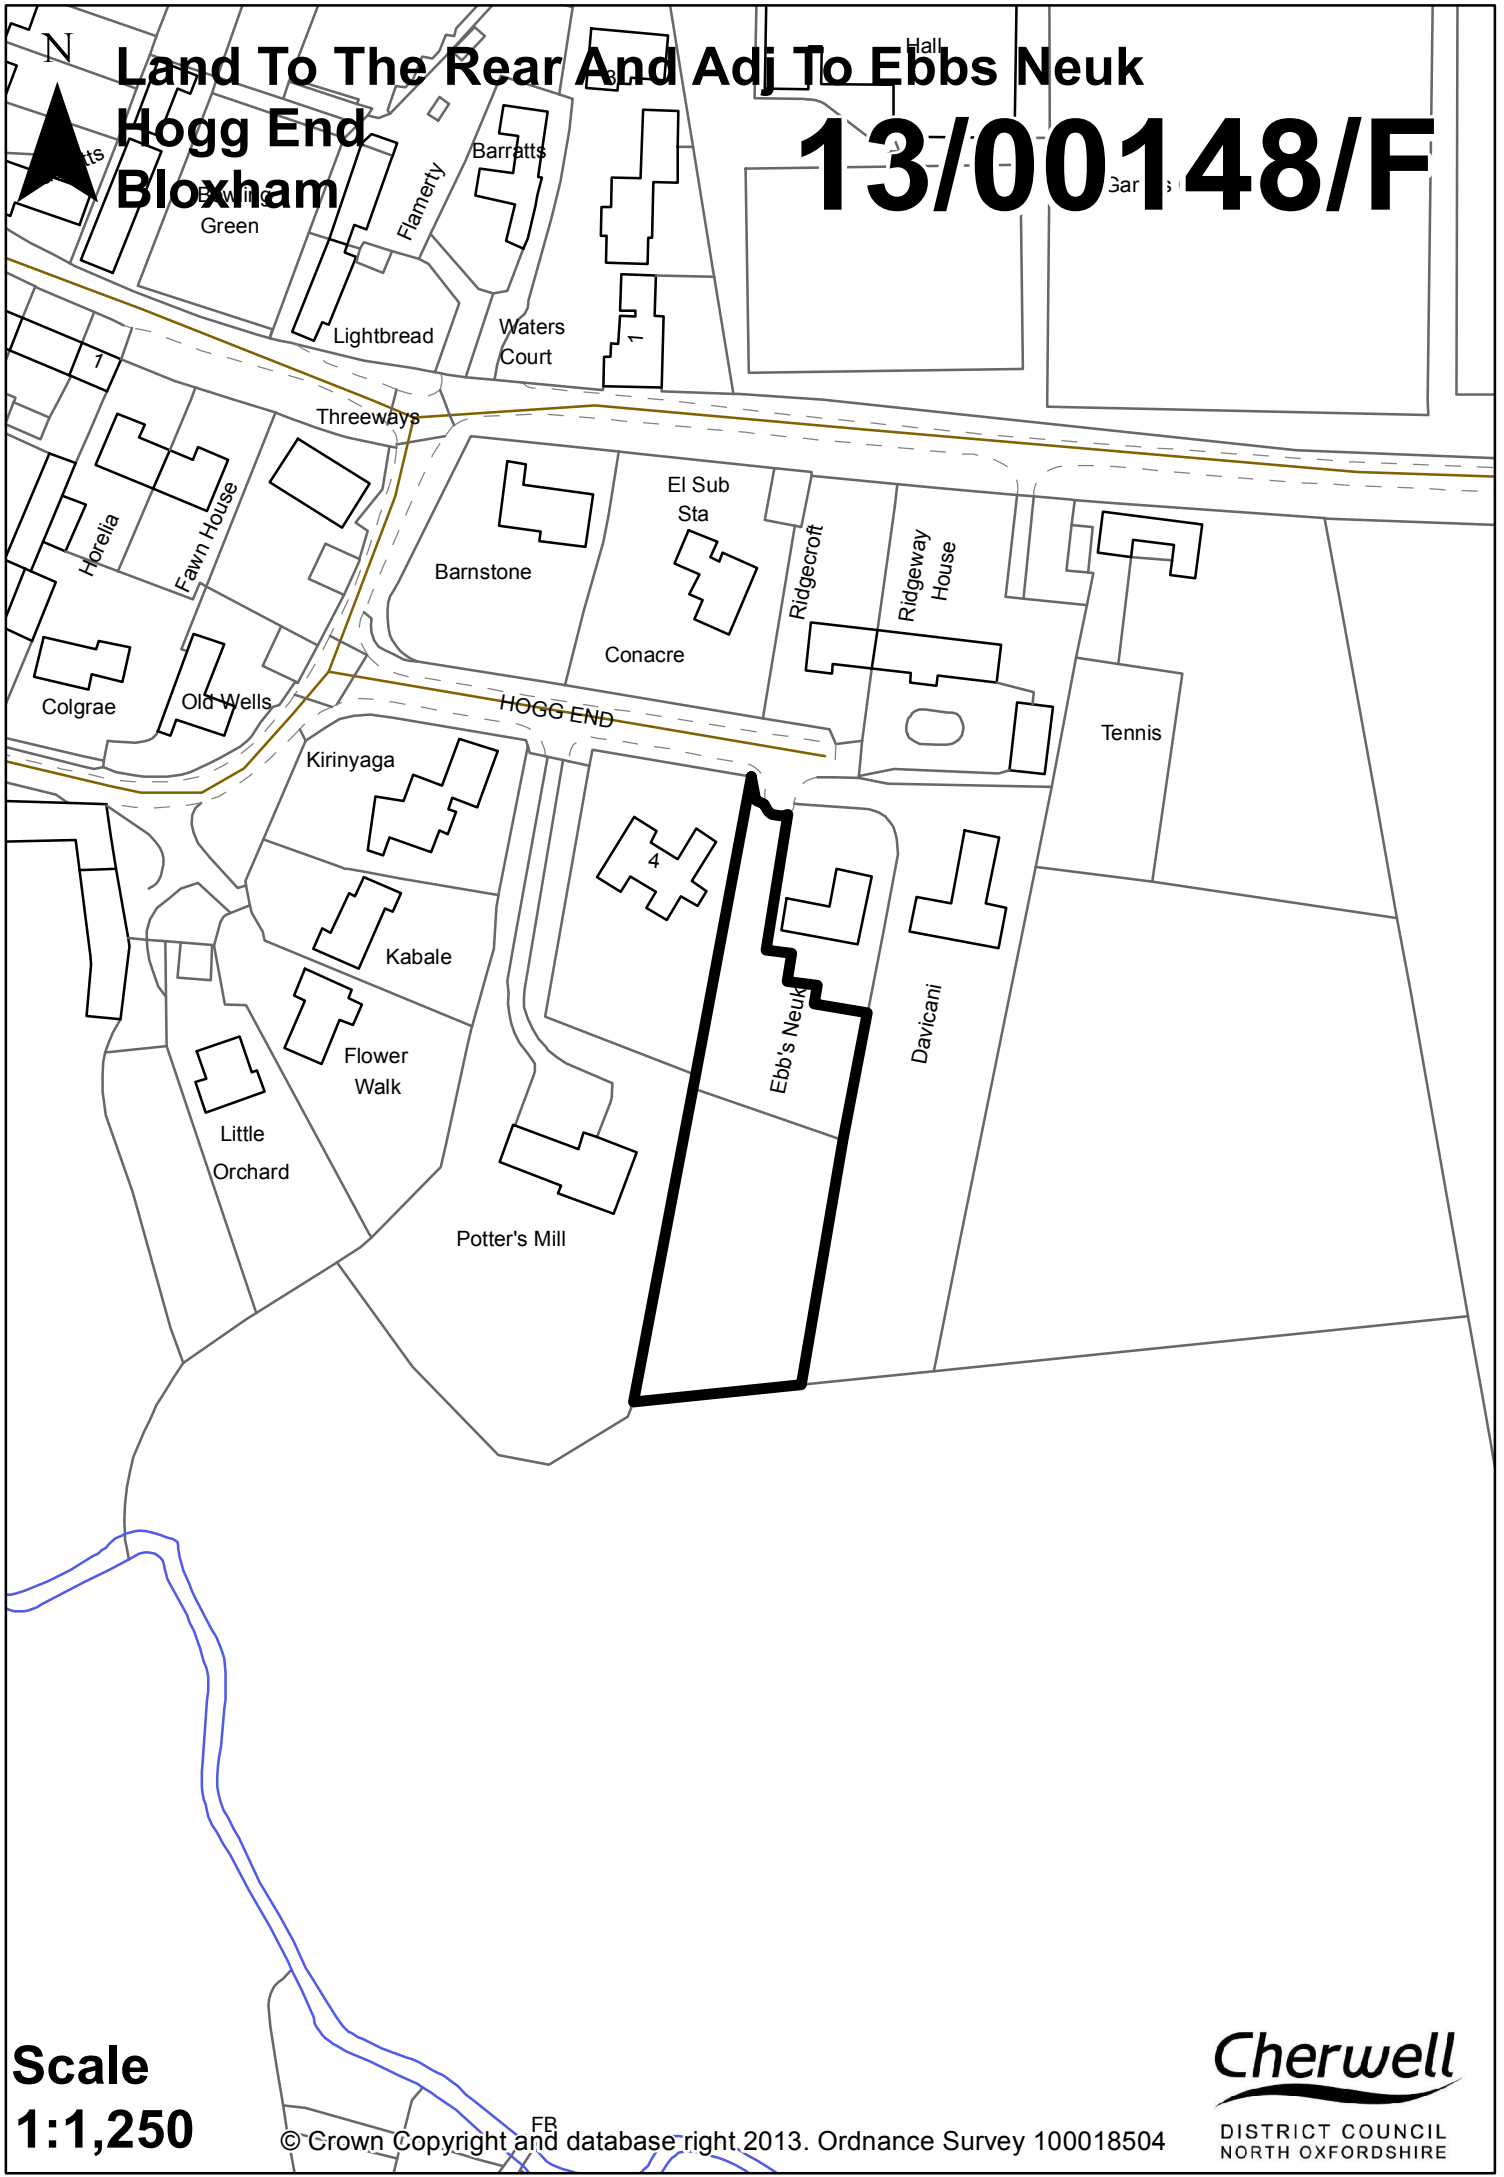 N
Land To The Rear And Adj To Ebbs Neuk
Hogg End
Bloxham
13/00148/F
Hall
3
Barratts
Bowling
Green
Flamerty
Lightbread
Waters
Court
1
1
Threeways
El Sub
Sta
Horelia
Fawn House
Barnstone
Ridgecroft
Ridgeway
House
Conacre
Colgrae
Old Wells
HOGG END
Tennis
Kirinyaga
4
Kabale
Ebb's Neuk
Davicani
Flower
Walk
Little
Orchard
Potter's Mill
Scale
1:1,250
FB
© Crown Copyright and database right 2013. Ordnance Survey 100018504
Cherwell
DISTRICT COUNCIL
NORTH OXFORDSHIRE